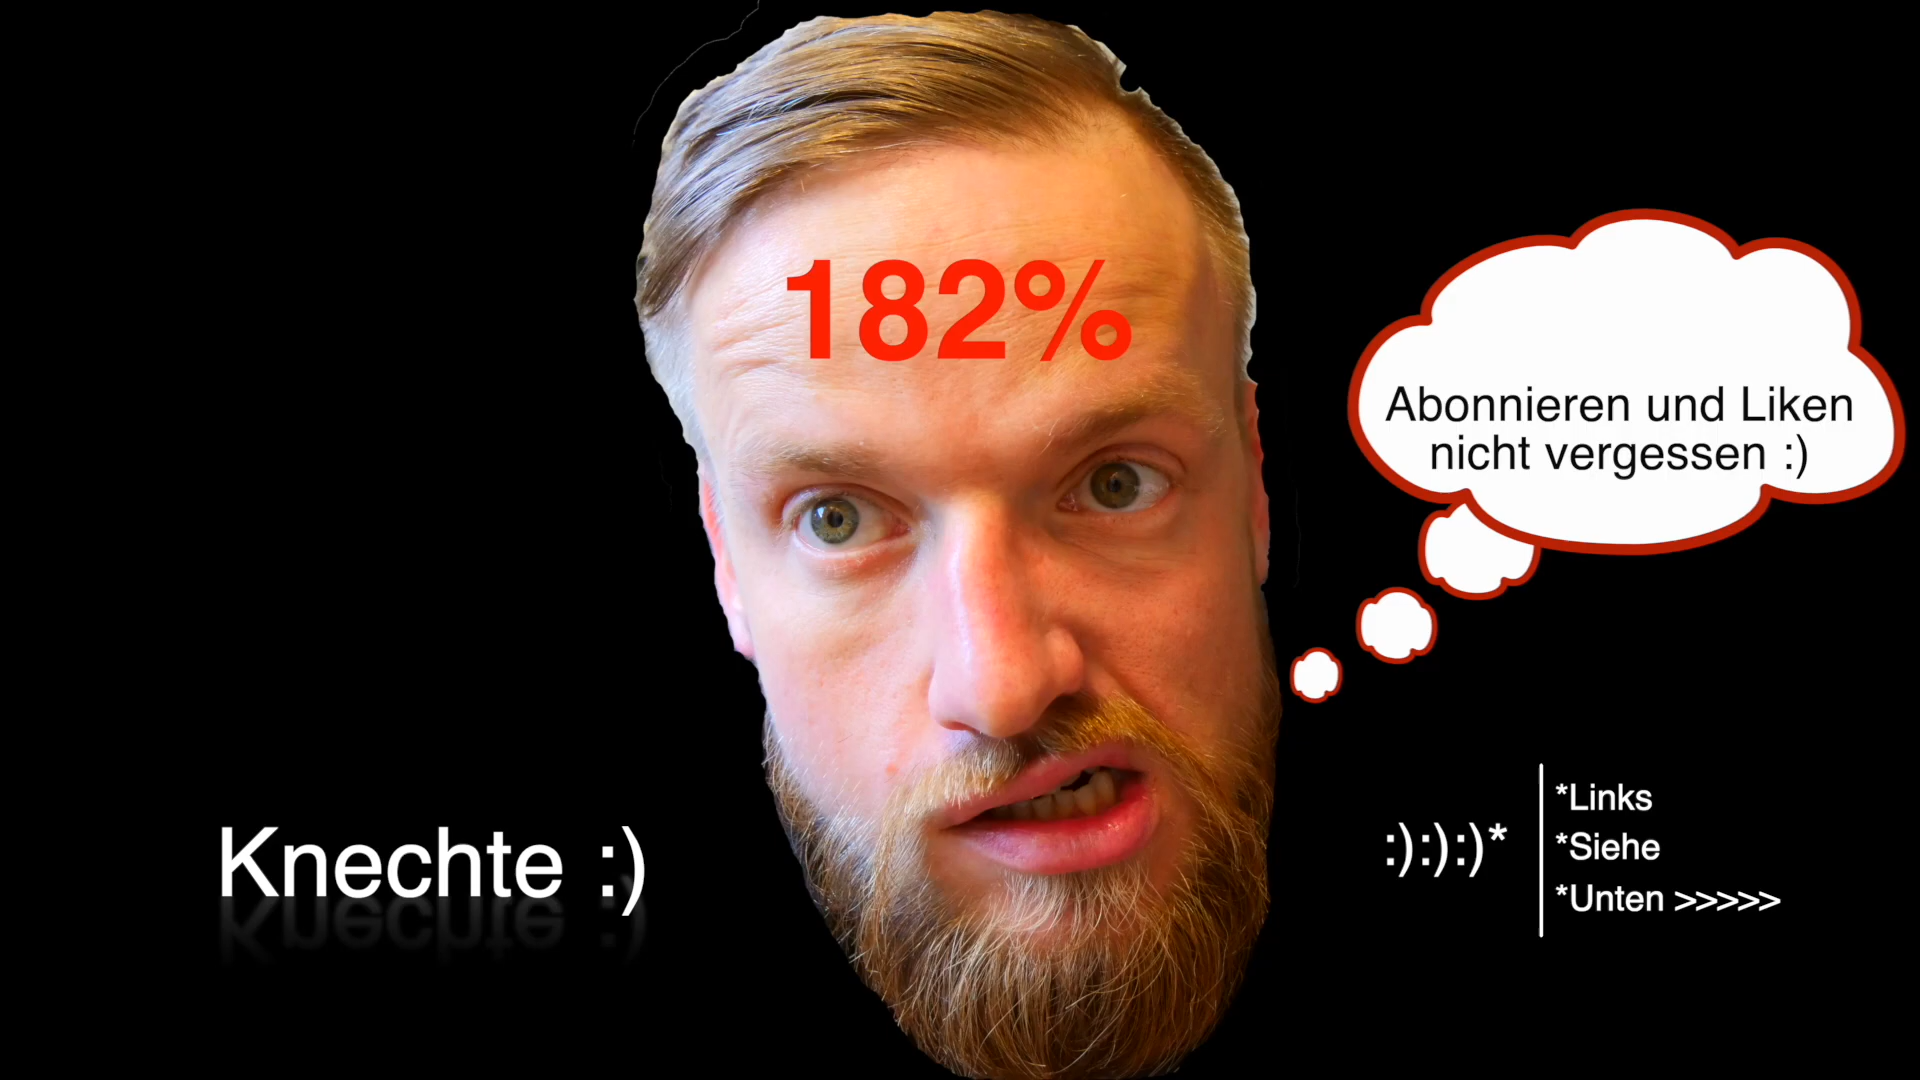 182%
Abonnieren und Liken
nicht vergessen :)
Knechte :)
:):):)*
*Links
*Siehe
*Unten >>>>>